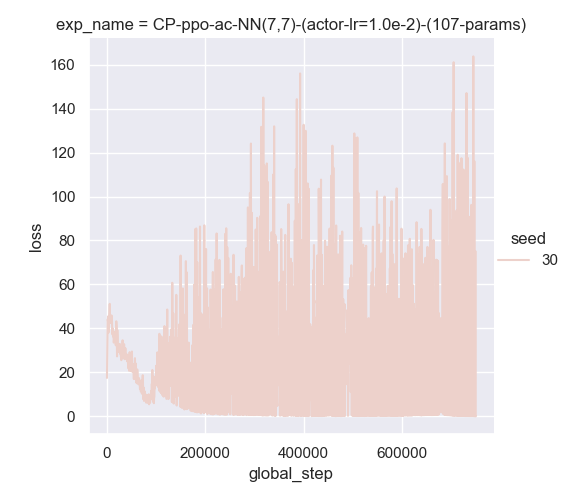 exp_name = CP-ppo-ac-NN(7,7)-(actor-lr=1.0e-2)-(107-params)
160
140
120
100
80
60
40
20
0
loss
0 200000 400000 600000
global_step
seed
30